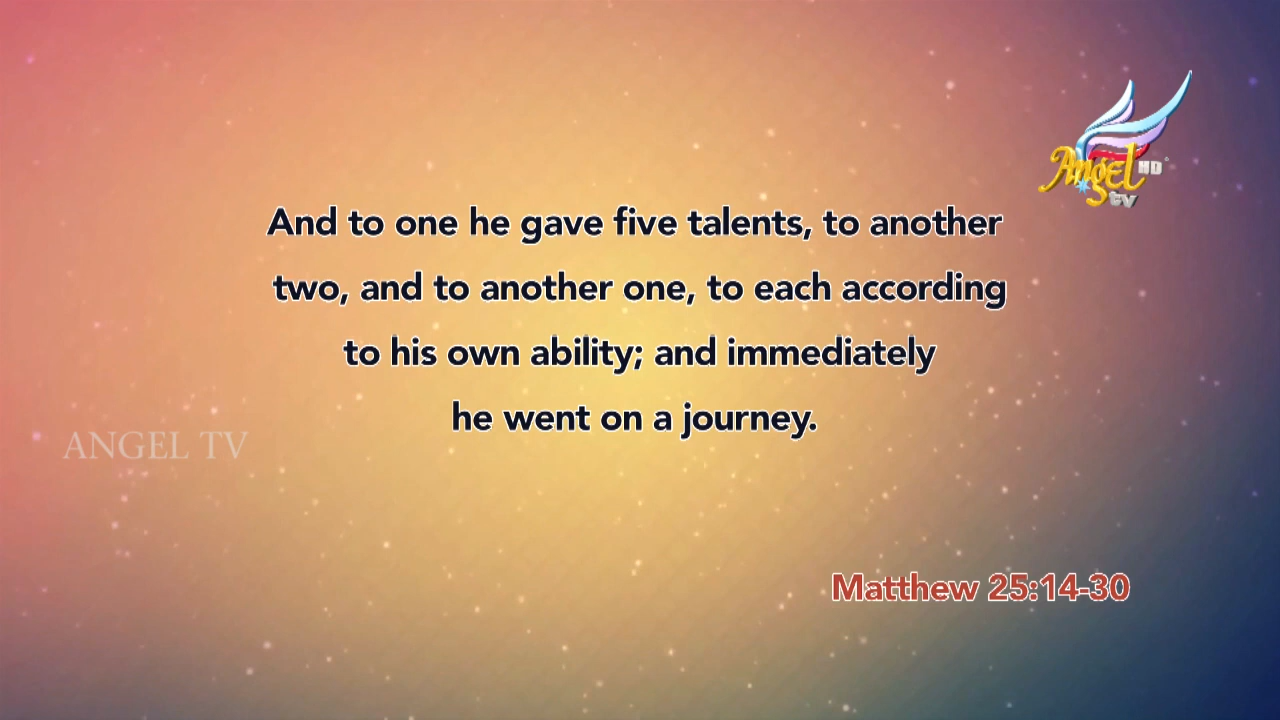 Angel HD
tv
And to one he gave five talents, to another
two, and to another one, to each according
to his own ability; and immediately
he went on a journey.
ANGEL TV
Matthew 25:14-30